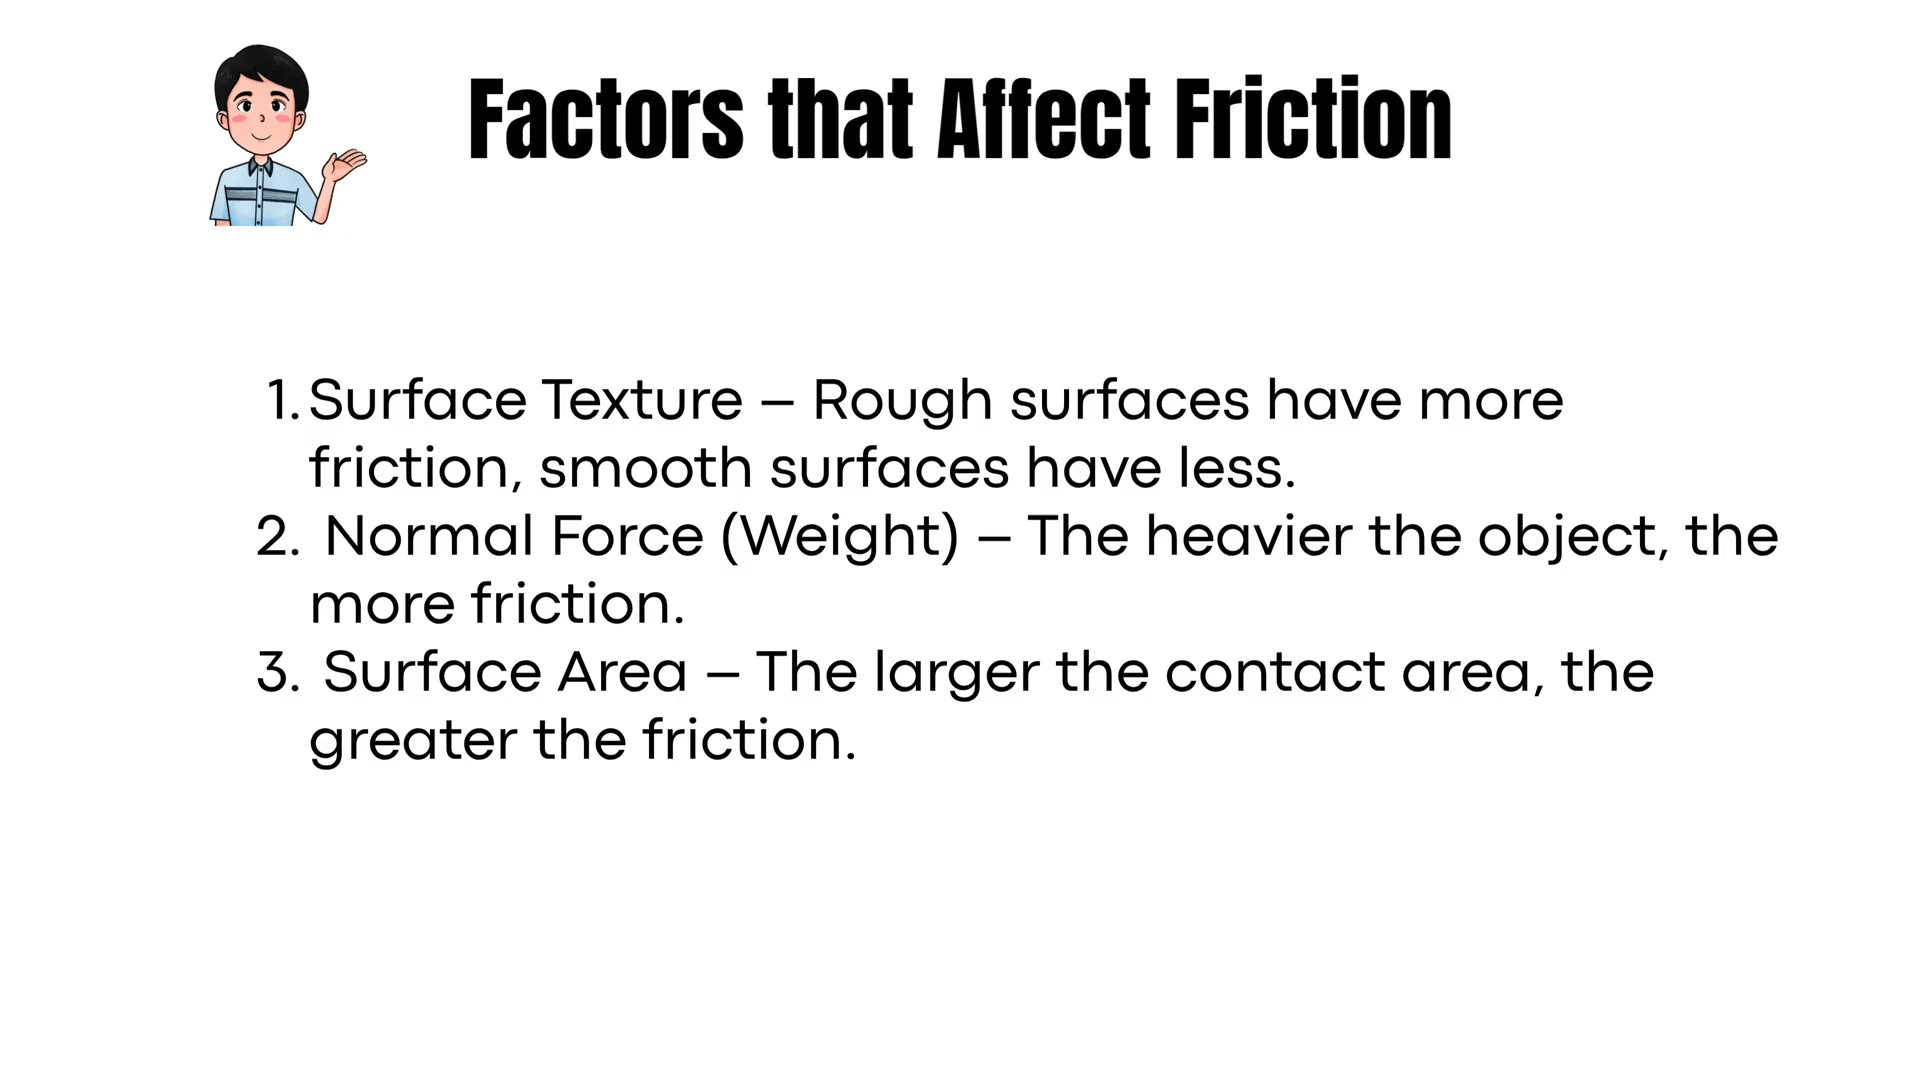 Factors that Affect Friction
1. Surface Texture – Rough surfaces have more
friction, smooth surfaces have less.
2. Normal Force (Weight) – The heavier the object, the
more friction.
3. Surface Area – The larger the contact area, the
greater the friction.